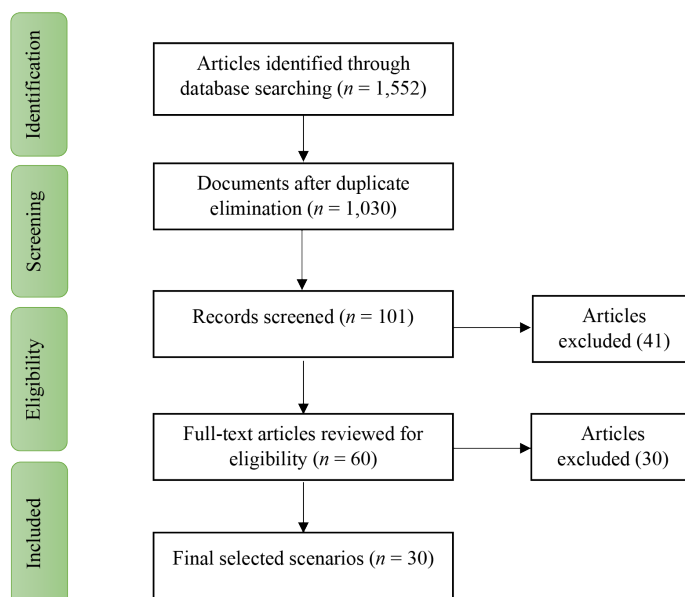 Identification
Articles identified through
database searching (n = 1,552)
Screening
Documents after duplicate
elimination (n = 1,030)
Eligibility
Records screened (n = 101)
Articles
excluded (41)
Full-text articles reviewed for
eligibility (n = 60)
Articles
excluded (30)
Included
Final selected scenarios (n = 30)